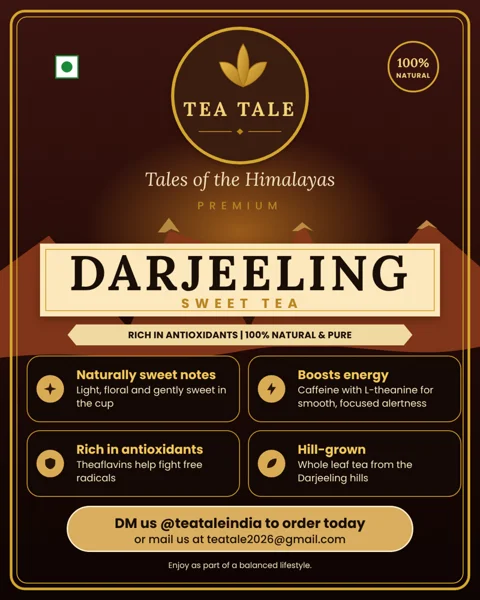 TEA TALE
100%
NATURAL
Tales of the Himalayas
PREMIUM
DARJEELING
SWEET TEA
RICH IN ANTIOXIDANTS | 100% NATURAL & PURE
Naturally sweet notes
Light, floral and gently sweet in
the cup
Boosts energy
Caffeine with L-theanine for
smooth, focused alertness
Rich in antioxidants
Theaflavins help fight free
radicals
Hill-grown
Whole leaf tea from the
Darjeeling hills
DM us @teataleindia to order today
or mail us at teatale2026@gmail.com
Enjoy as part of a balanced lifestyle.